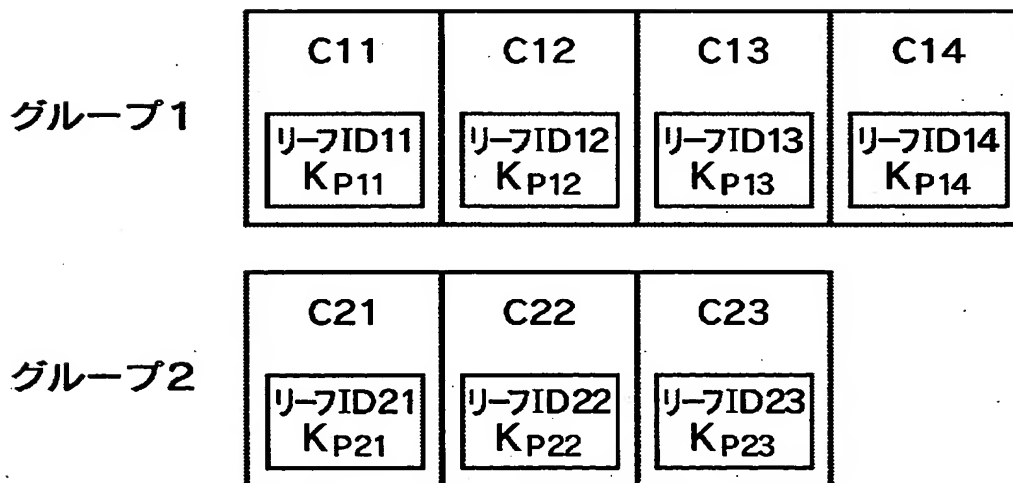 C11 C12 C13 C14
グループ1
リーフID11 リーフID12 リーフID13 リーフID14
KP11 KP12 KP13 KP14
C21 C22 C23
グループ2
リーフID21 リーフID22 リーフID23
KP21 KP22 KP23